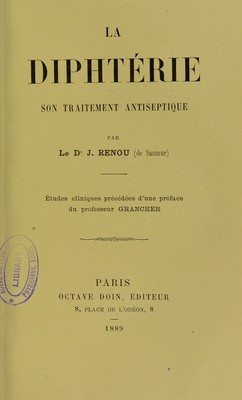 LA
DIPHTÉRIE
SON TRAITEMENT ANTISEPTIQUE
PAR
Le Dr J. RENOU (de Saumur)
Études cliniques précédées d'une préface
du professeur GRANCHER
PARIS
OCTAVE DOIN, ÉDITEUR
8, PLACE DE L'ODÉON, 8
1889
LIBRARY